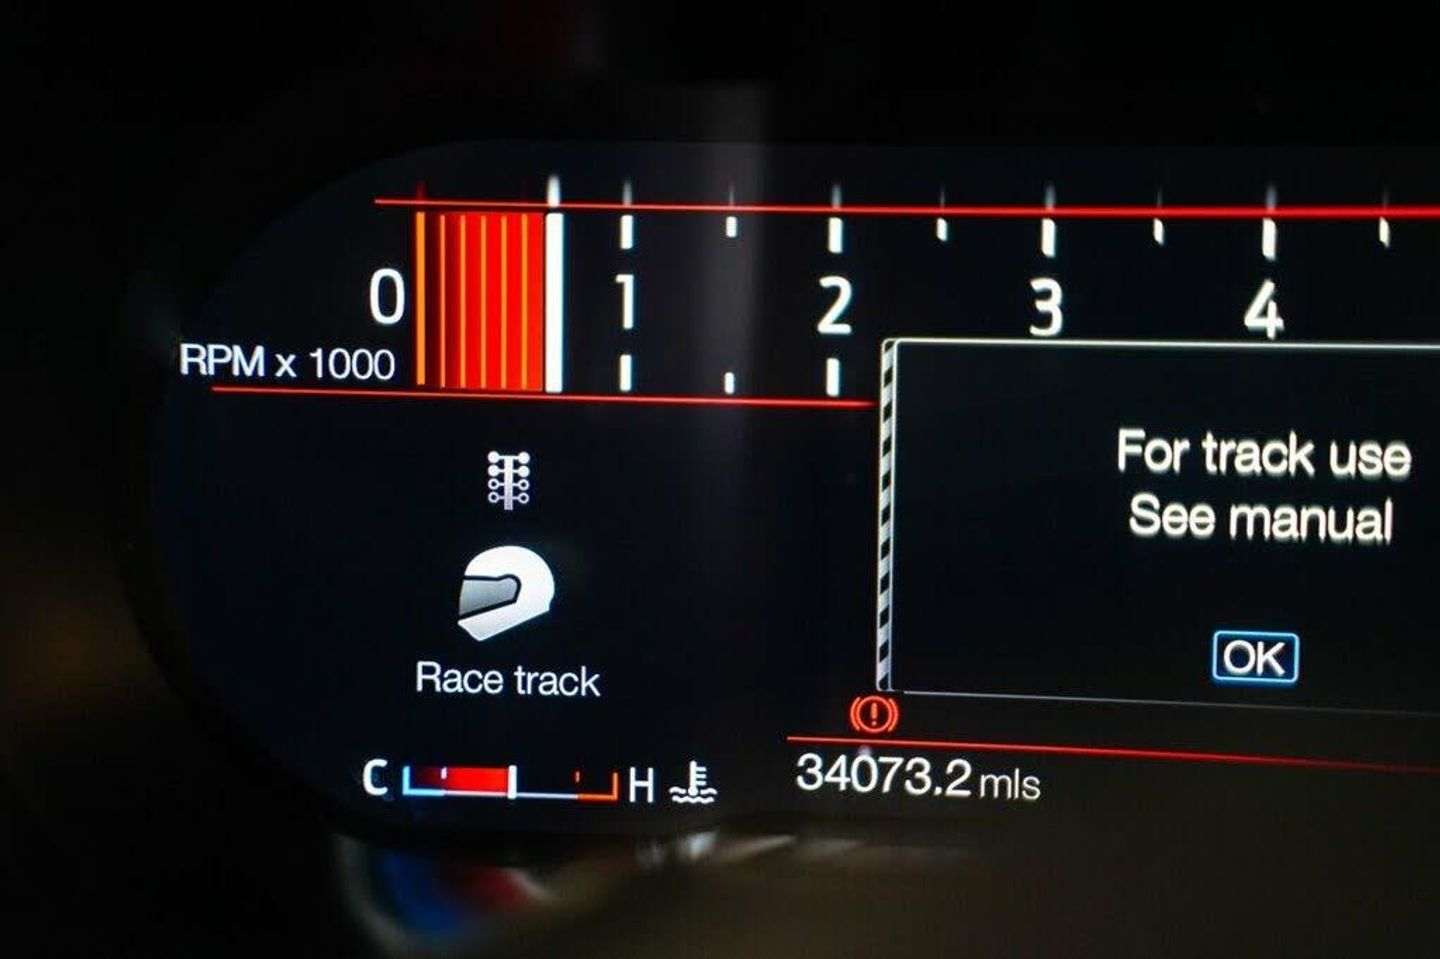 0 1 2 3 4
RPM x 1000
For track use
See manual
OK
Race track
C H
34073.2 mls